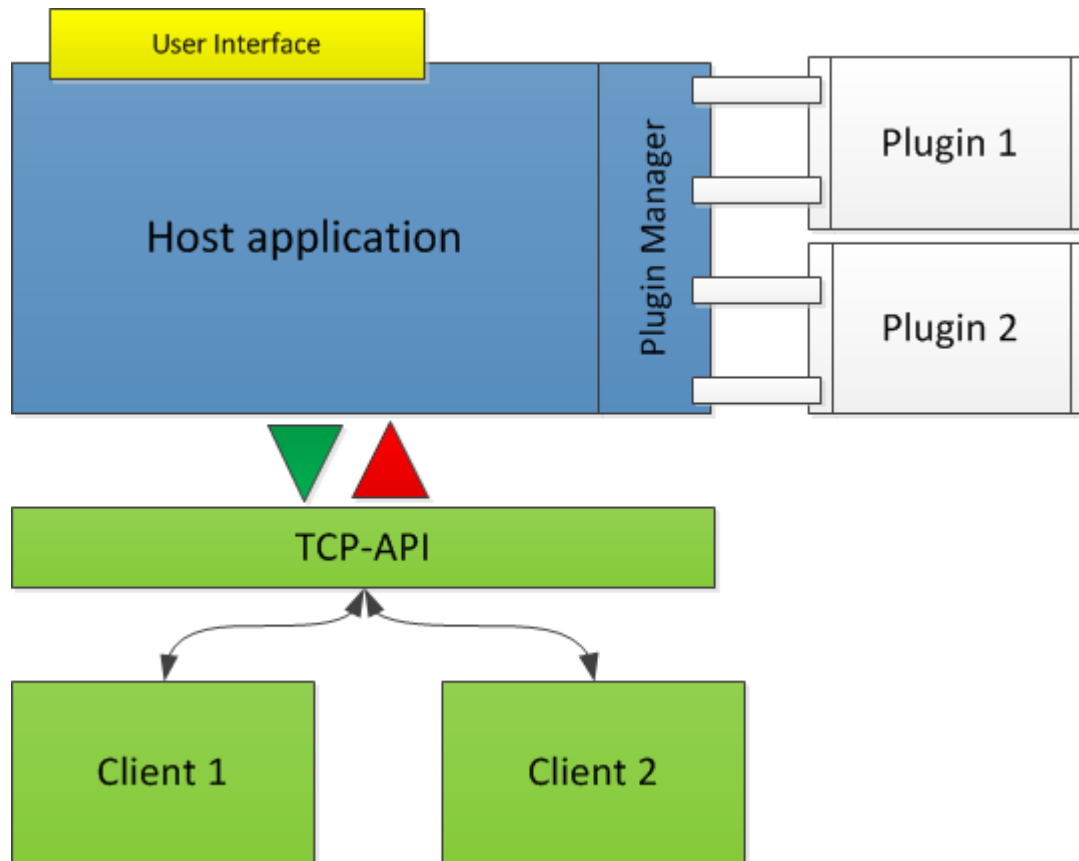 User Interface
Host application
Plugin Manager
Plugin 1
Plugin 2
TCP-API
Client 1
Client 2